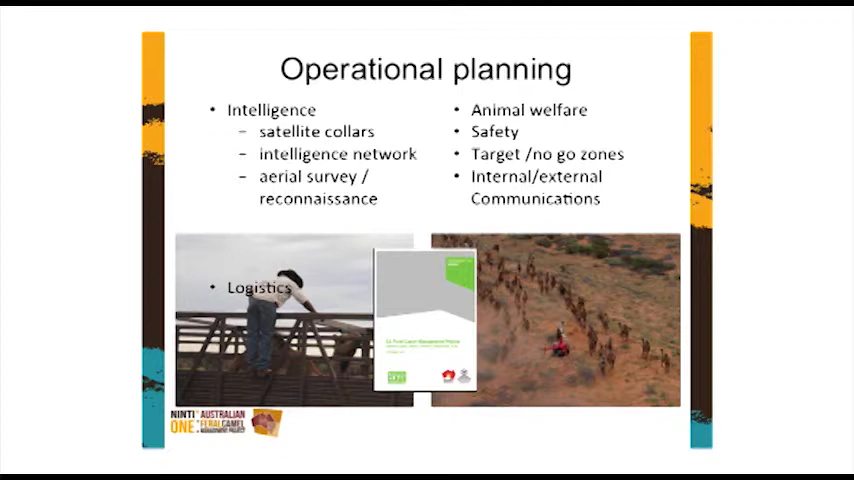 Operational planning
• Intelligence
– satellite collars
– intelligence network
– aerial survey /
reconnaissance
• Logistics
• Animal welfare
• Safety
• Target /no go zones
• Internal/external
Communications
NINTI
ONE
AUSTRALIAN
FERAL CAMEL
MANAGEMENT PROJECT